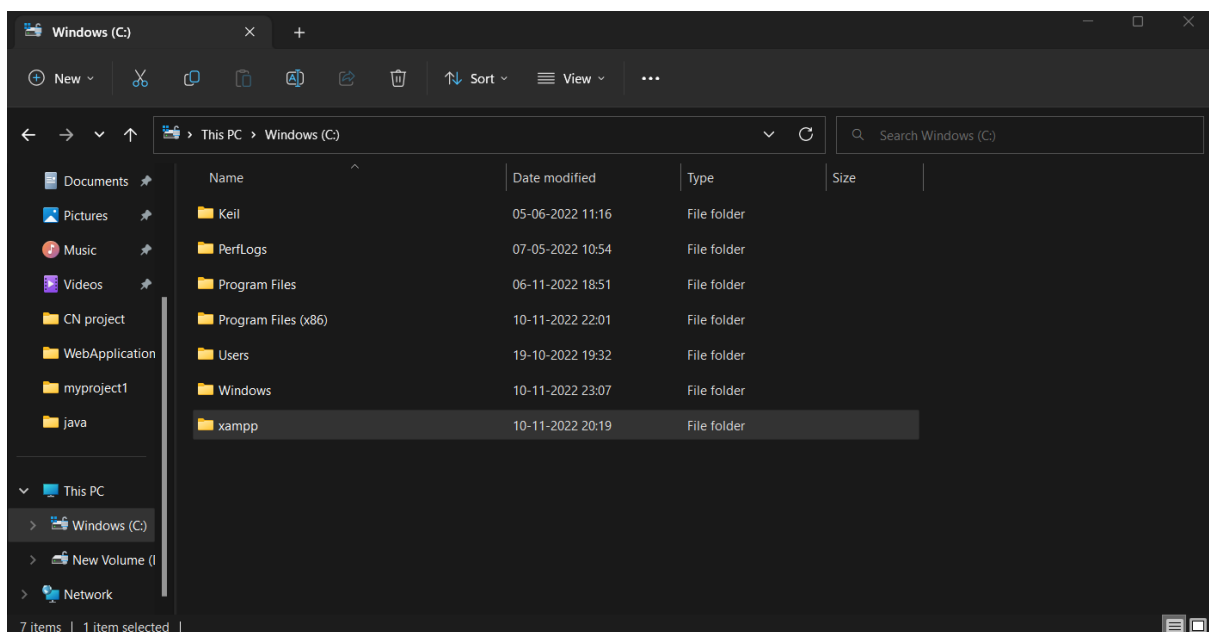 Windows (C:)
New
Sort
View
This PC > Windows (C:)
Search Windows (C:)
Documents
Pictures
Music
Videos
CN project
WebApplication
myproject1
java
This PC
Windows (C:)
New Volume (
Network
Name Date modified Type Size
Keil 05-06-2022 11:16 File folder
PerfLogs 07-05-2022 10:54 File folder
Program Files 06-11-2022 18:51 File folder
Program Files (x86) 10-11-2022 22:01 File folder
Users 19-10-2022 19:32 File folder
Windows 10-11-2022 23:07 File folder
xampp 10-11-2022 20:19 File folder
7 items | 1 item selected |